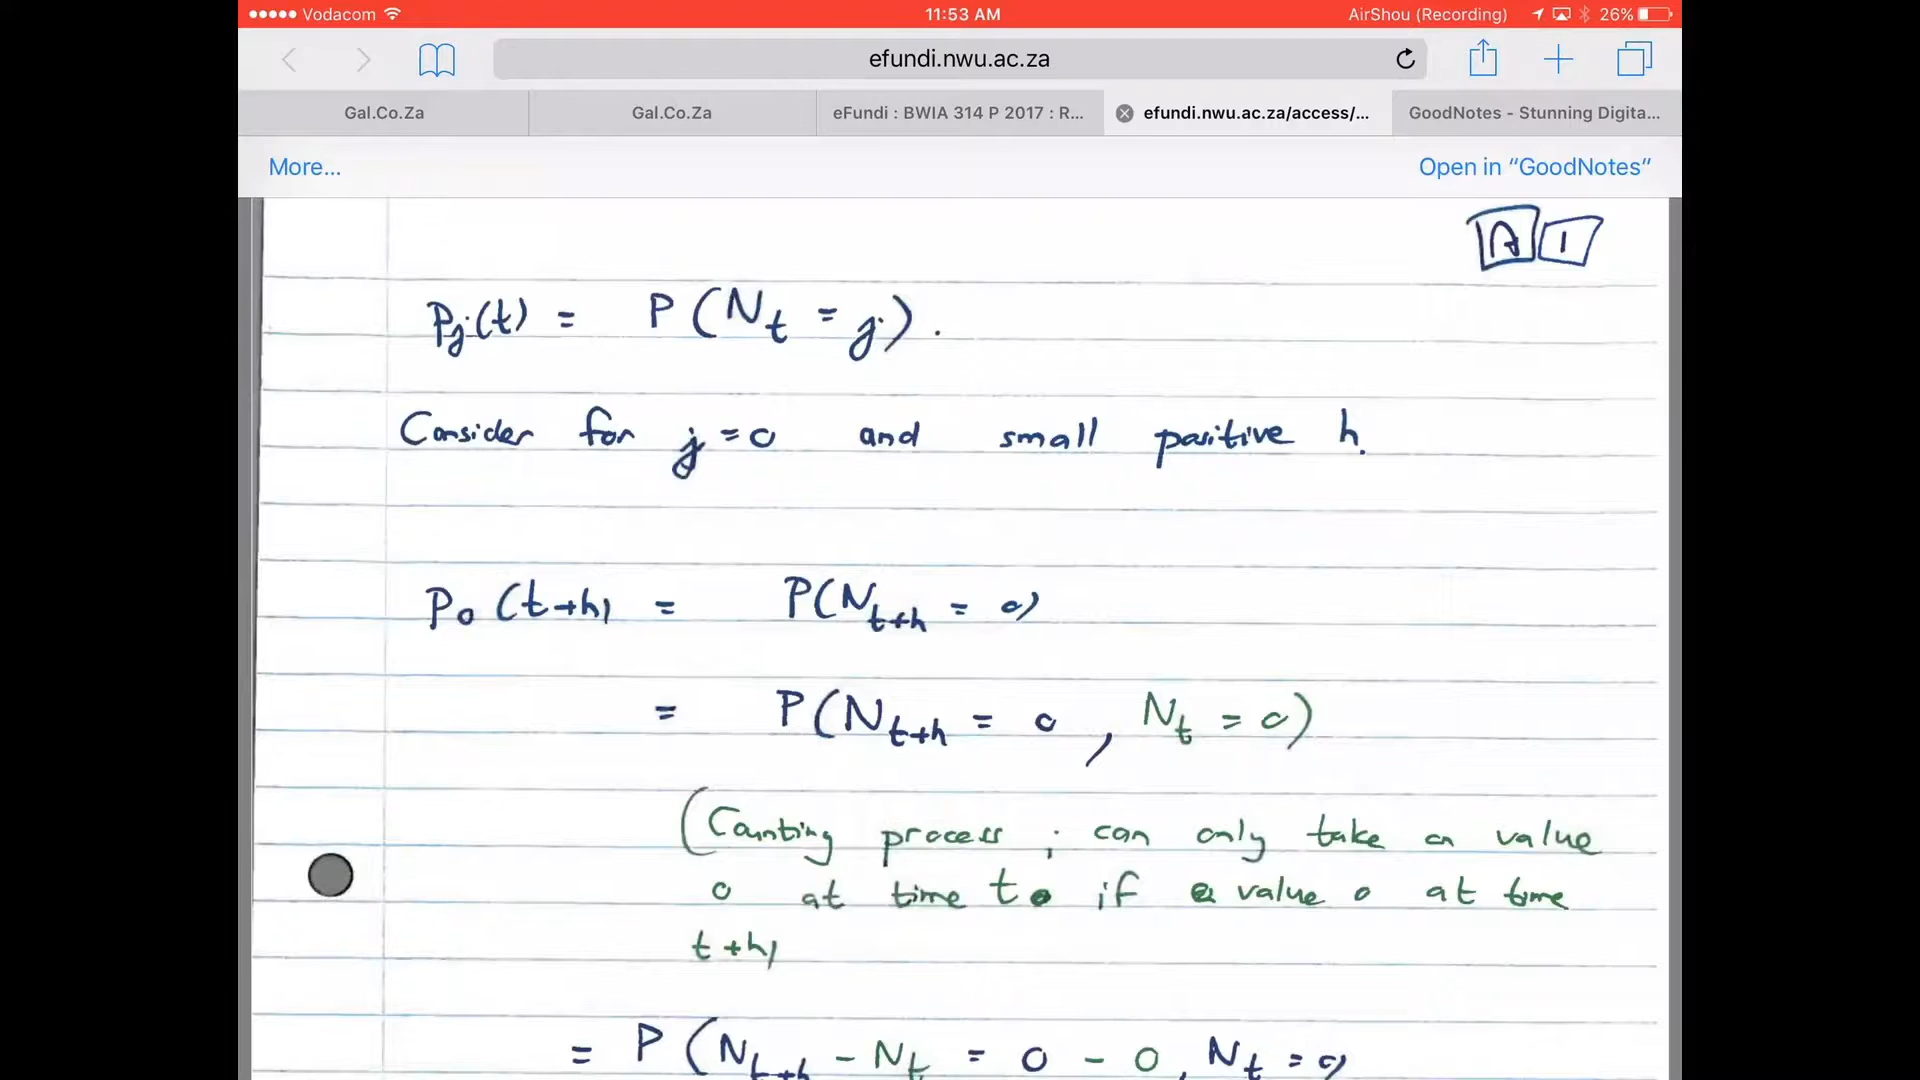 Vodacom 11:53 AM AirShou (Recording) 26%
efundi.nwu.ac.za
Gal.Co.Za Gal.Co.Za eFundi : BWIA 314 P 2017 : R... efundi.nwu.ac.za/access/... GoodNotes - Stunning Digita...
More... Open in “GoodNotes”
A 1
Pj(t) = P(Nt = j).
Consider for j=0 and small positive h.
P0(t+h) = P(Nt+h = 0)
= P(Nt+h = 0, Nt = 0)
(Counting process ; can only take a value
0 at time t if a value 0 at time
t+h)
= P(Nt+h - Nt = 0 - 0, Nt = 0)